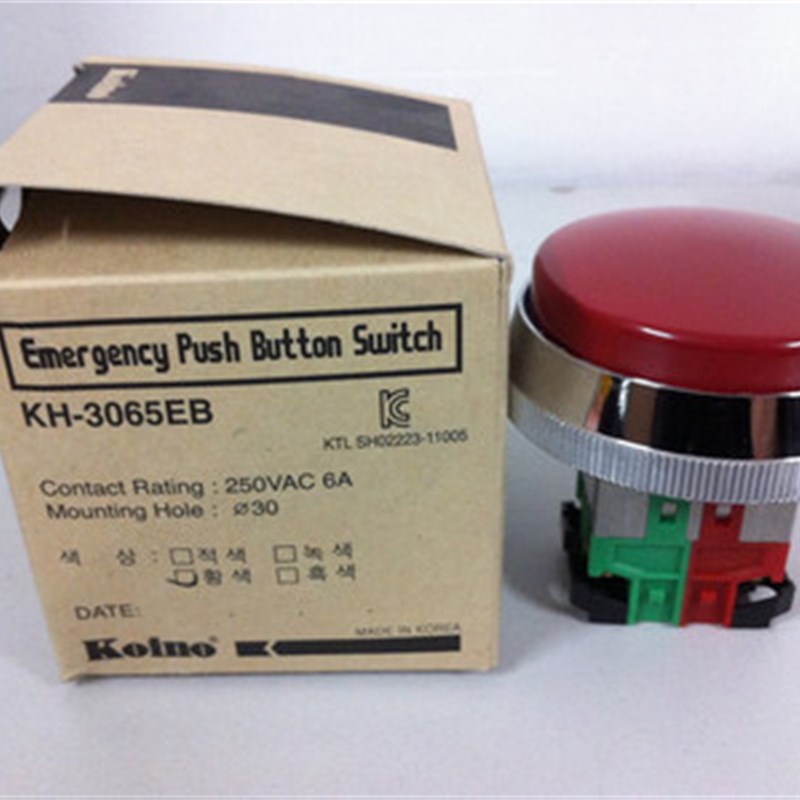 Koino
Emergency Push Button Switch
KH-3065EB
KTL SH02223-11005
Contact Rating : 250VAC 6A
Mounting Hole : ø30
색 상 : □적 색 □녹 색
□황 색 □흑 색
DATE:
MADE IN KOREA
Koino